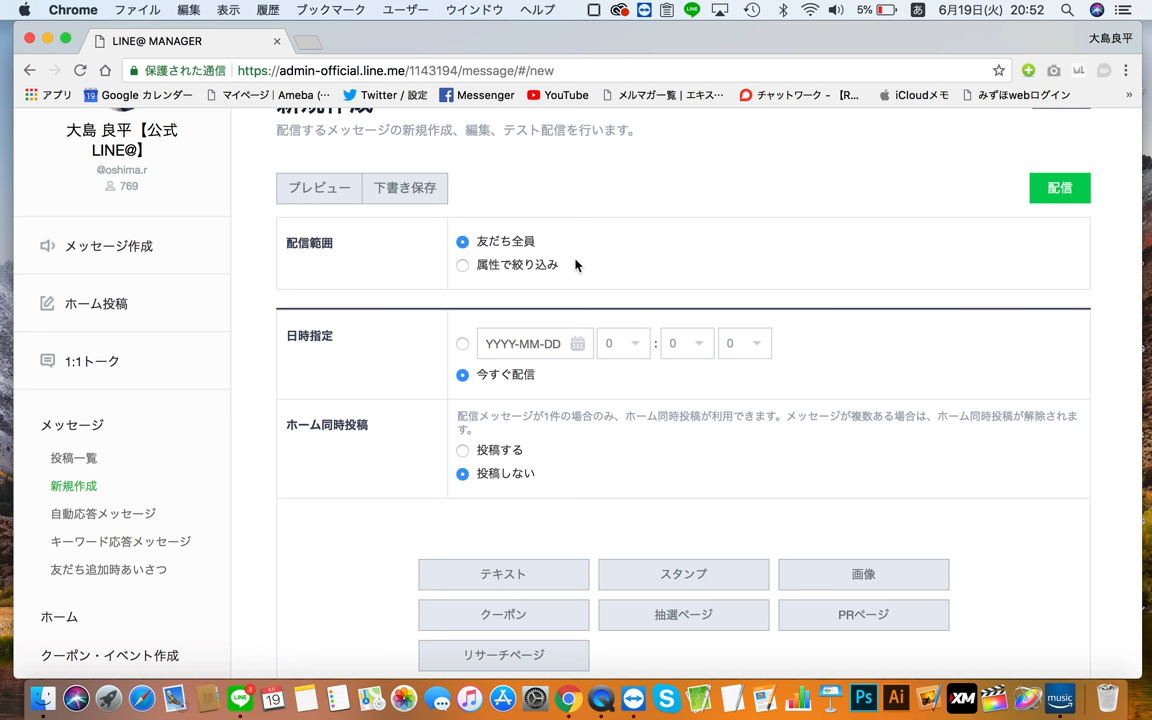 Chrome ファイル 編集 表示 履歴 ブックマーク ユーザー ウインドウ ヘルプ 5% あ 6月19日(火) 20:52
LINE@ MANAGER 大島良平
保護された通信 https://admin-official.line.me/1143194/message/#/new
アプリ 19 Google カレンダー マイページ | Ameba (… Twitter / 設定 Messenger YouTube メルマガ一覧 | エキス… チャットワーク - 【R… iCloudメモ みずほwebログイン »
新規作成
配信するメッセージの新規作成、編集、テスト配信を行います。
大島 良平【公式
LINE@】
@oshima.r
769
プレビュー 下書き保存 配信
メッセージ作成
ホーム投稿
1:1トーク
メッセージ
投稿一覧
新規作成
自動応答メッセージ
キーワード応答メッセージ
友だち追加時あいさつ
ホーム
クーポン・イベント作成
配信範囲 友だち全員
属性で絞り込み
日時指定 YYYY-MM-DD 0 : 0 0
今すぐ配信
ホーム同時投稿 配信メッセージが1件の場合のみ、ホーム同時投稿が利用できます。メッセージが複数ある場合は、ホーム同時投稿が解除されま
す。
投稿する
投稿しない
テキスト スタンプ 画像
クーポン 抽選ページ PRページ
リサーチページ
LINE 19 Ps Ai XM music